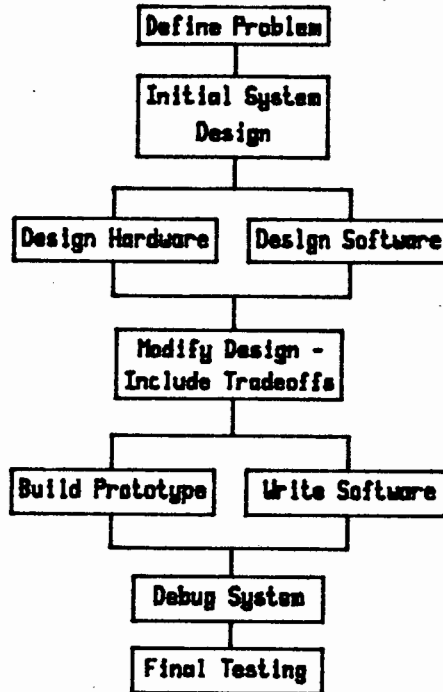 Define Problem
Initial System
Design
Design Hardware
Design Software
Modify Design -
Include Tradeoffs
Build Prototype
Write Software
Debug System
Final Testing